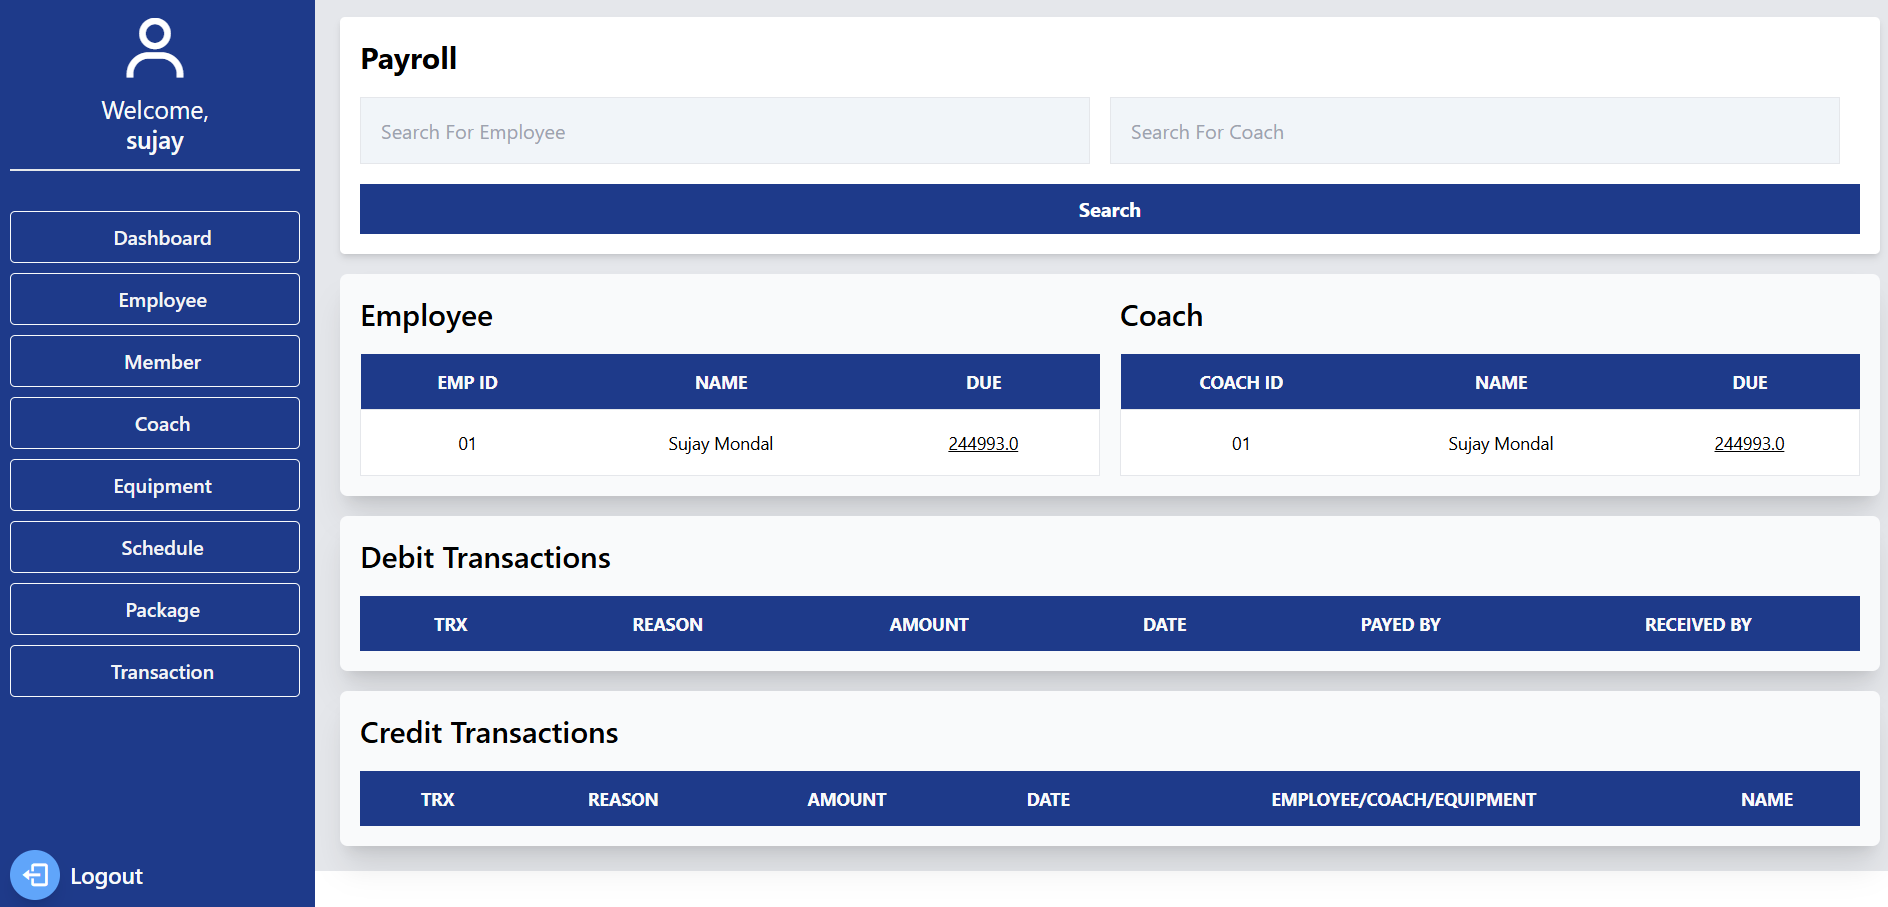 Welcome,
sujay
Dashboard
Employee
Member
Coach
Equipment
Schedule
Package
Transaction
Logout
Payroll
Search For Employee
Search For Coach
Search
Employee
EMP ID NAME DUE
01 Sujay Mondal 244993.0
Coach
COACH ID NAME DUE
01 Sujay Mondal 244993.0
Debit Transactions
TRX REASON AMOUNT DATE PAYED BY RECEIVED BY
Credit Transactions
TRX REASON AMOUNT DATE EMPLOYEE/COACH/EQUIPMENT NAME